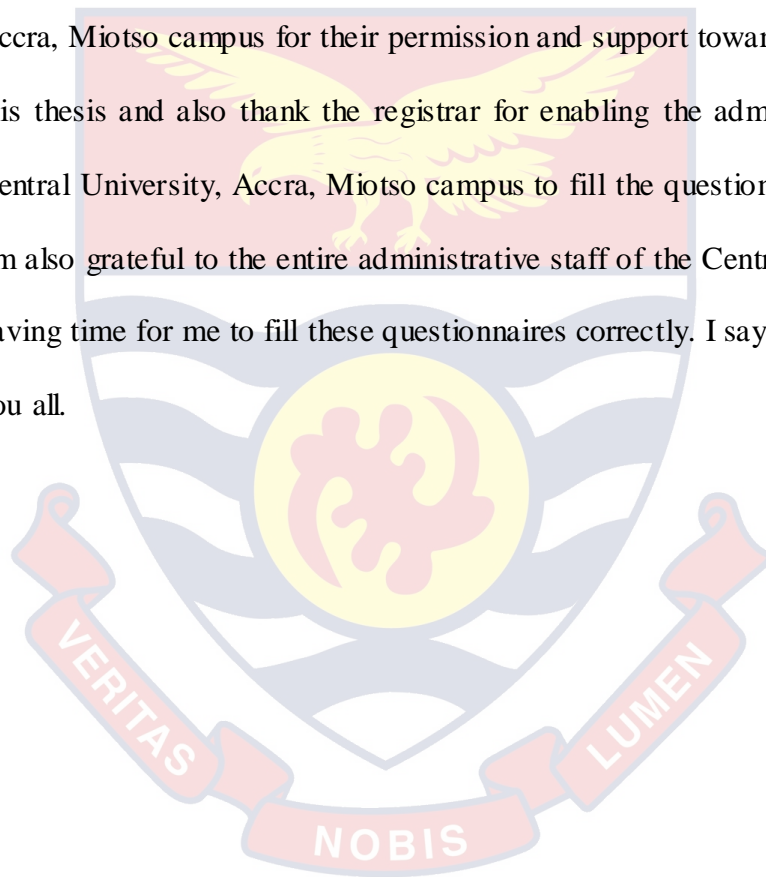 ccra, Miotso campus for their permission and support towar
is thesis and also thank the registrar for enabling the adm
entral University, Accra, Miotso campus to fill the question
m also grateful to the entire administrative staff of the Centr
aving time for me to fill these questionnaires correctly. I say
ou all.
VERITAS
NOBIS
LUMEN